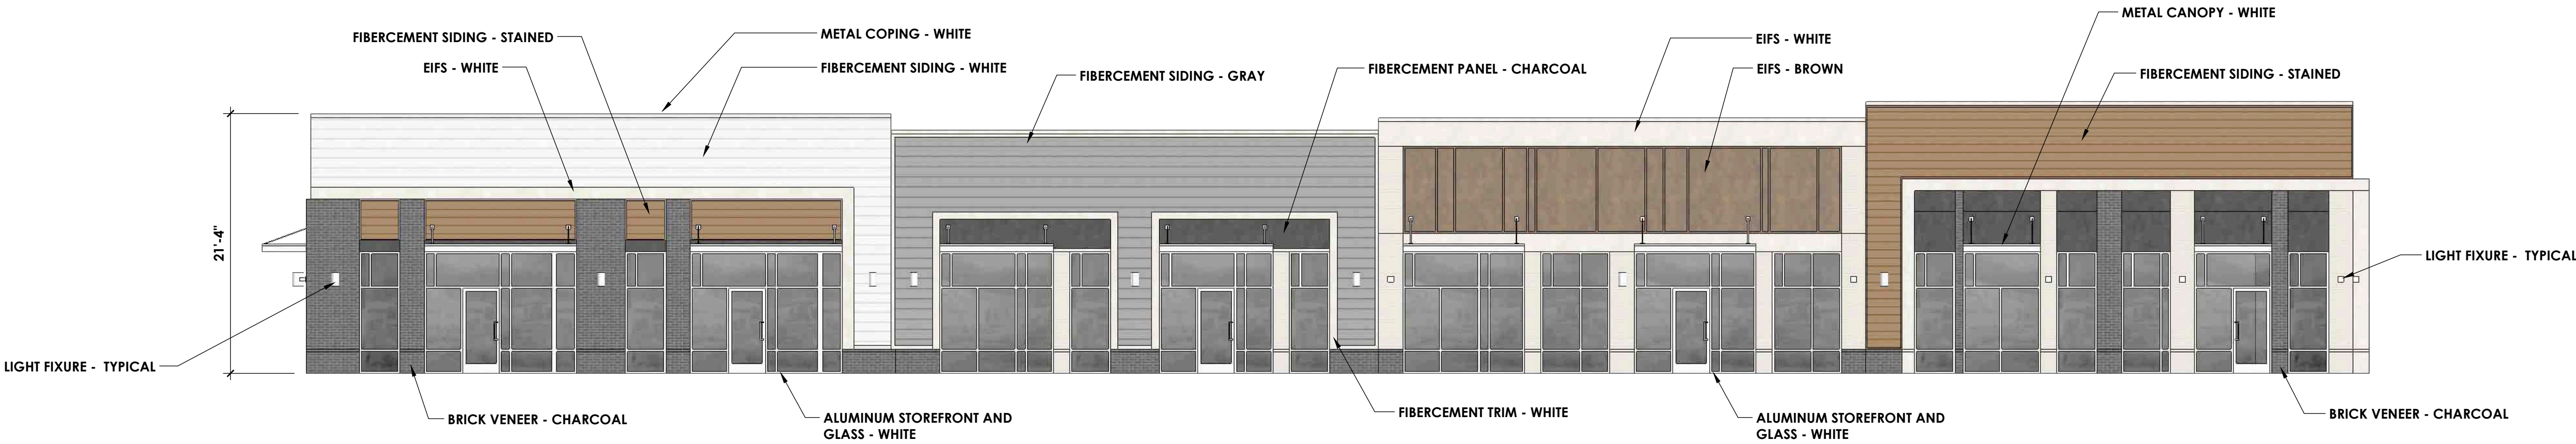 METAL CANOPY - WHITE
FIBERCEMENT SIDING - STAINED
METAL COPING - WHITE
EIFS - WHITE
EIFS - WHITE
FIBERCEMENT SIDING - WHITE
FIBERCEMENT SIDING - GRAY
FIBERCEMENT PANEL - CHARCOAL
EIFS - BROWN
FIBERCEMENT SIDING - STAINED
21'-4"
LIGHT FIXTURE - TYPICAL
LIGHT FIXTURE - TYPICAL
BRICK VENEER - CHARCOAL
ALUMINUM STOREFRONT AND
GLASS - WHITE
FIBERCEMENT TRIM - WHITE
ALUMINUM STOREFRONT AND
GLASS - WHITE
BRICK VENEER - CHARCOAL